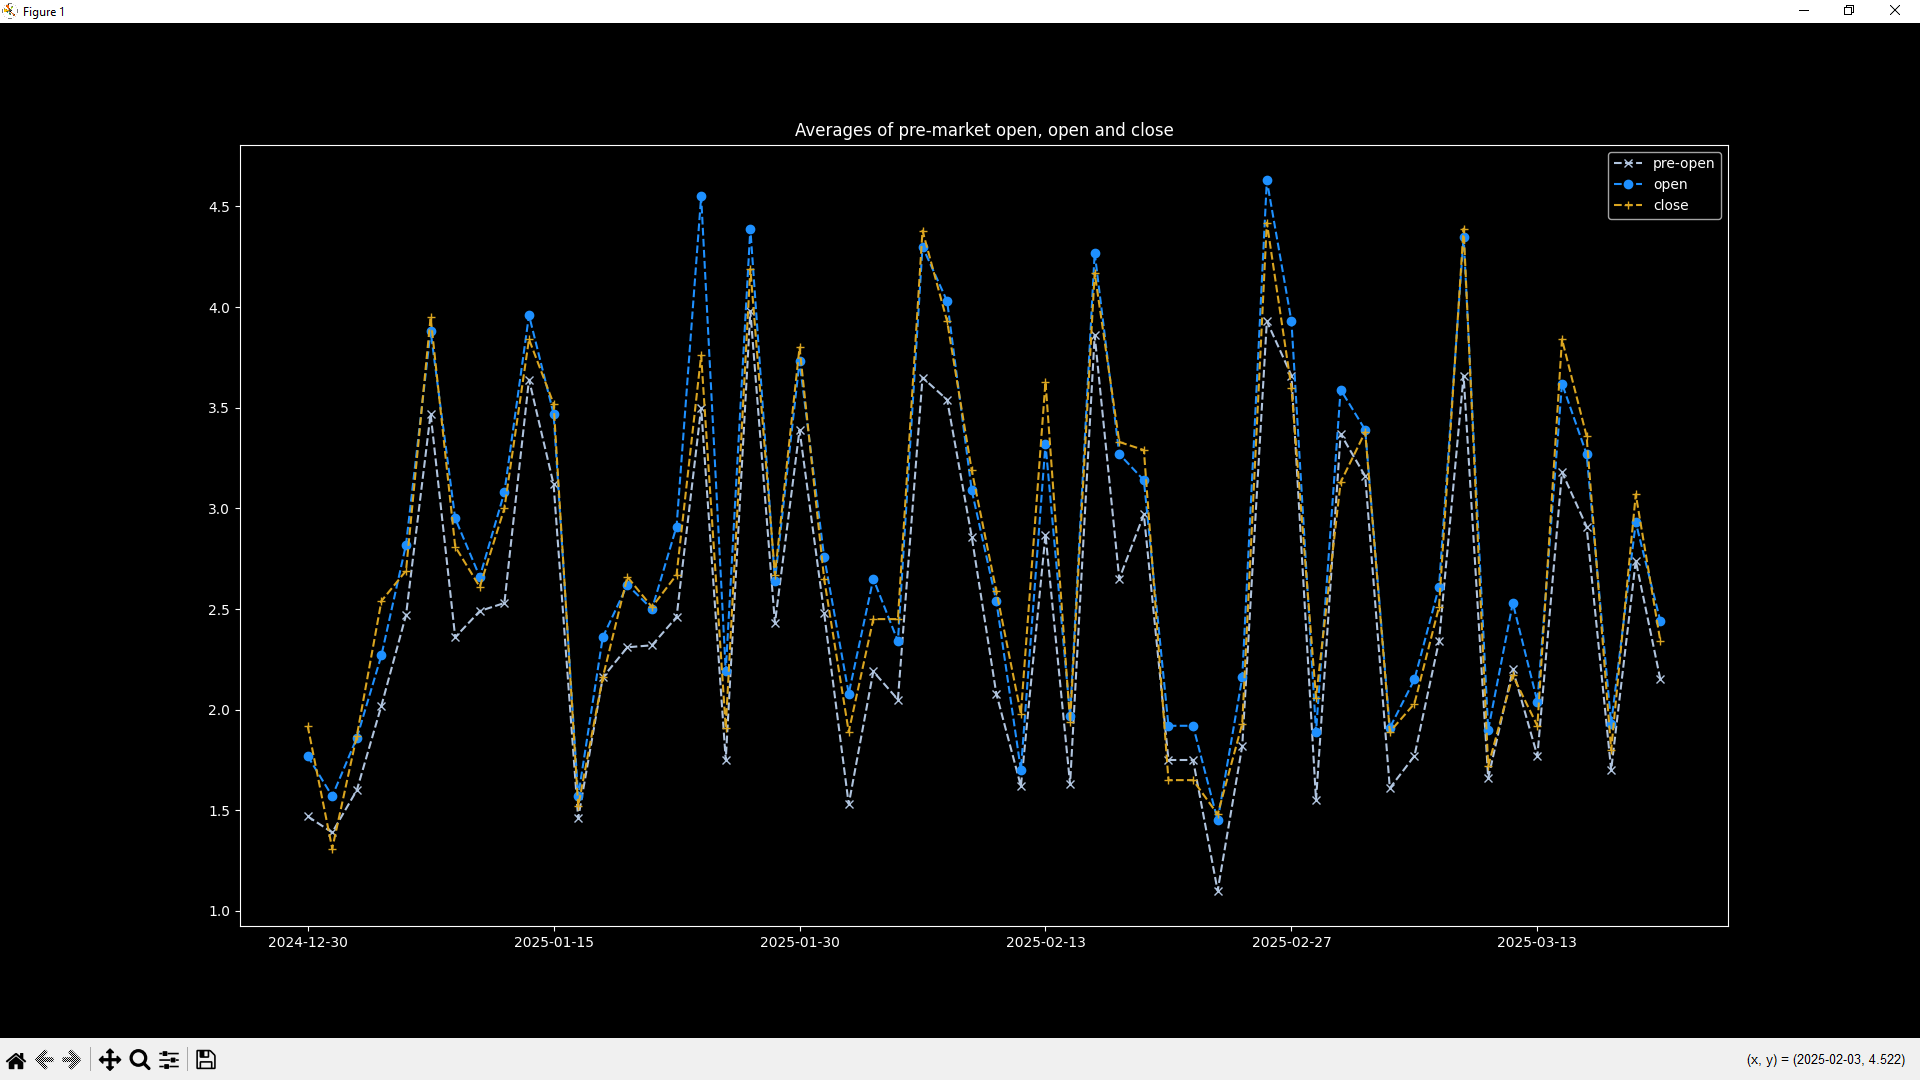 Figure 1
Averages of pre-market open, open and close
pre-open
open
close
4.5
4.0
3.5
3.0
2.5
2.0
1.5
1.0
2024-12-30 2025-01-15 2025-01-30 2025-02-13 2025-02-27 2025-03-13
(x, y) = (2025-02-03, 4.522)